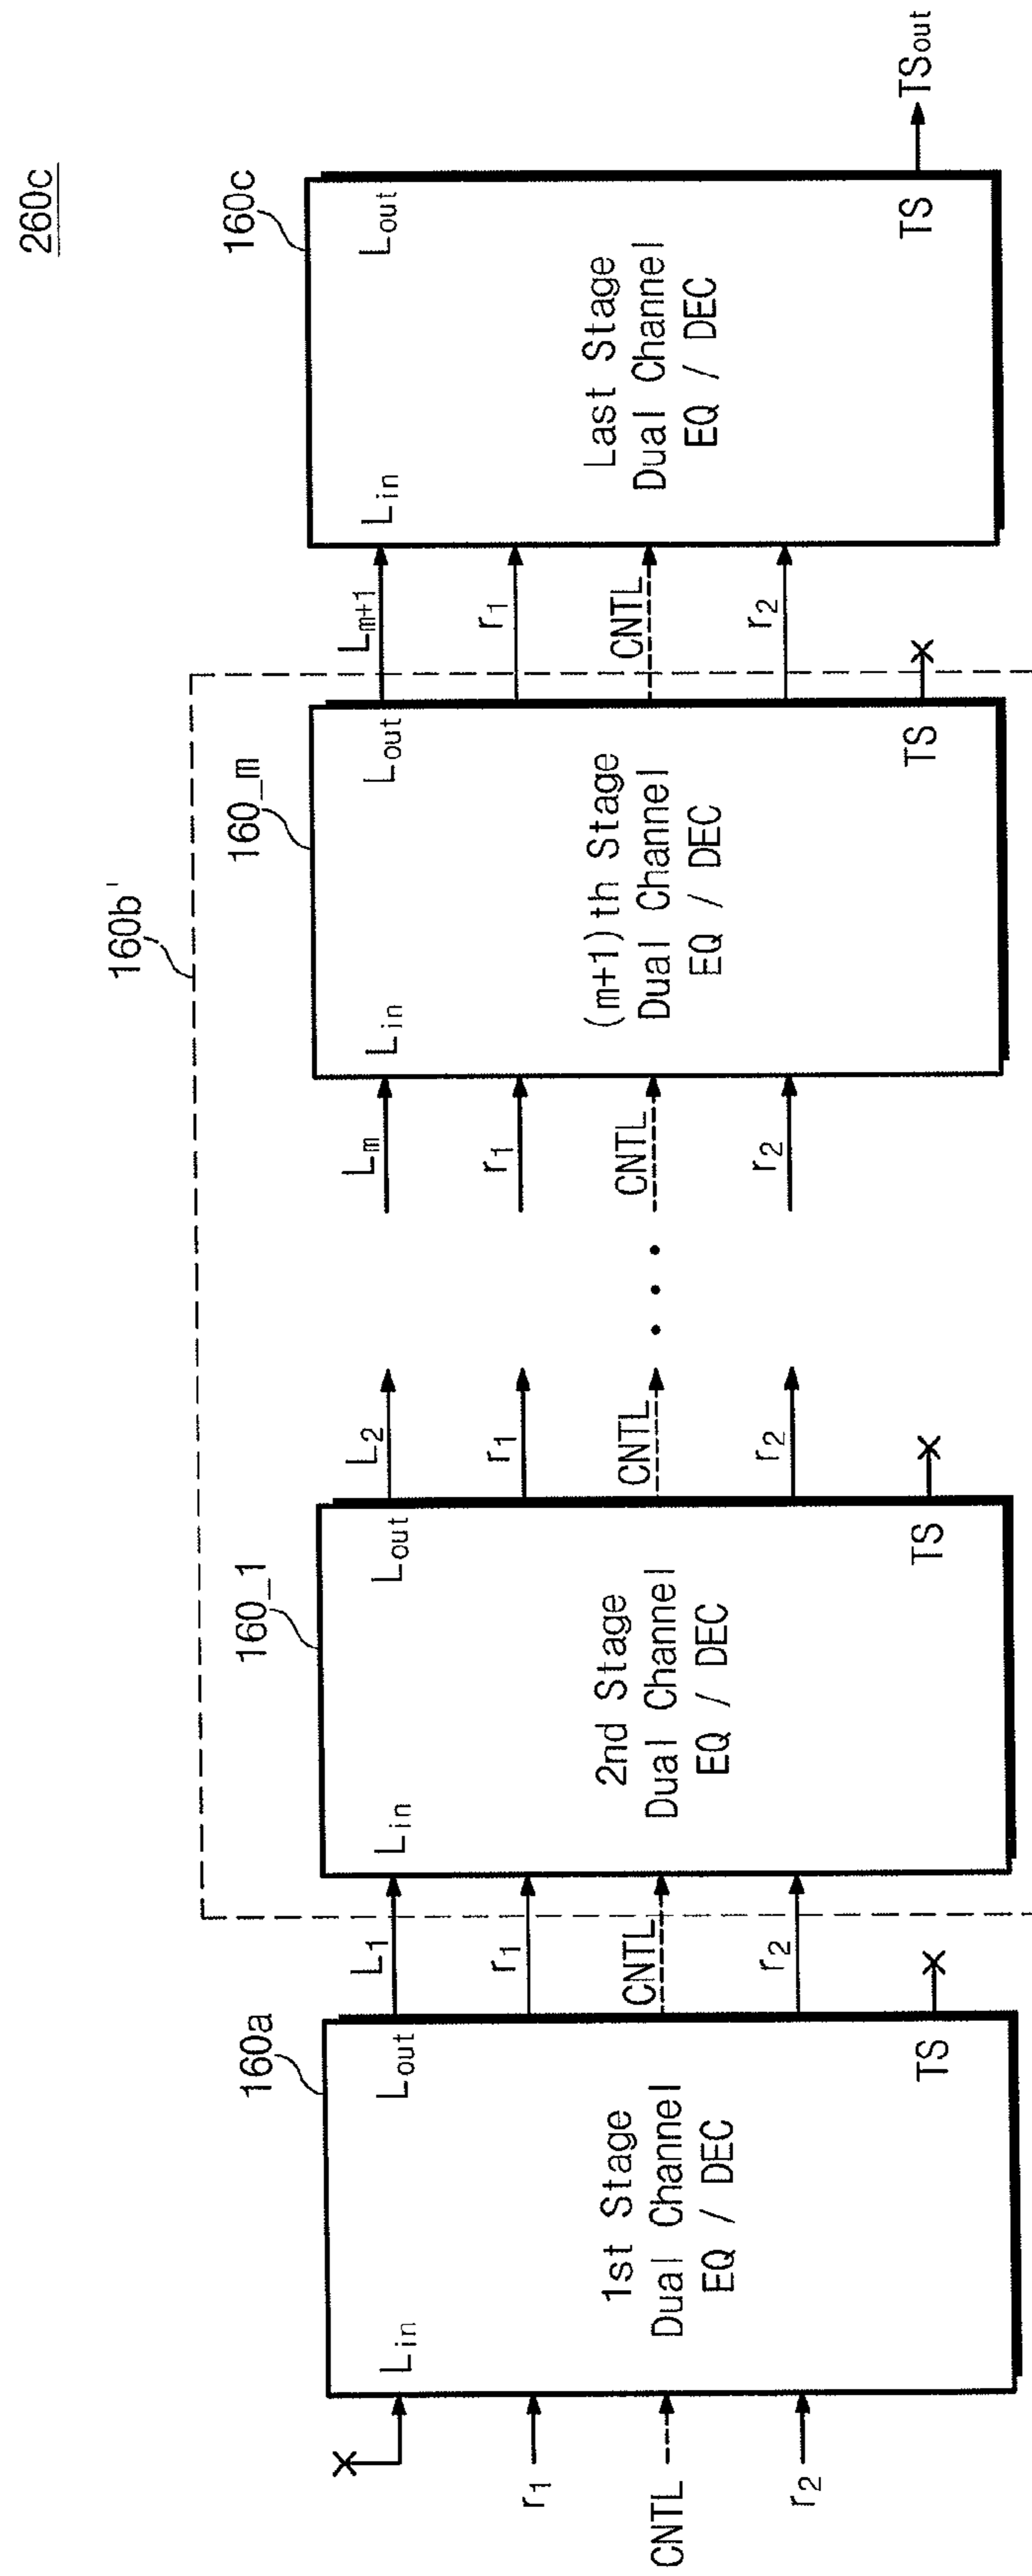 260c
160a
Lin
Lout
1st Stage
Dual Channel
EQ / DEC
TS
r1
CNTL
r2
L1
r1
CNTL
r2
160b'
160_1
Lin
Lout
2nd Stage
Dual Channel
EQ / DEC
TS
L2
r1
CNTL
r2
Lm
r1
CNTL
r2
160_m
Lin
Lout
(m+1)th Stage
Dual Channel
EQ / DEC
TS
Lm+1
r1
CNTL
r2
160c
Lin
Lout
Last Stage
Dual Channel
EQ / DEC
TS
TSout